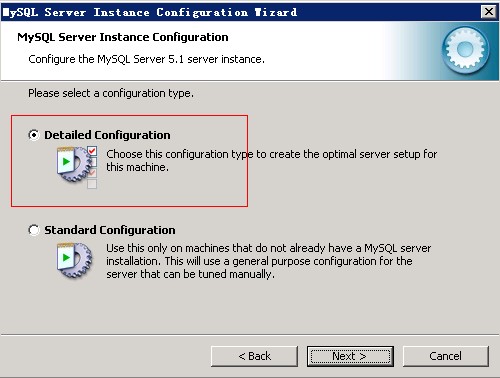 MySQL Server Instance Configuration Wizard
MySQL Server Instance Configuration
Configure the MySQL Server 5.1 server instance.
Please select a configuration type.
Detailed Configuration
Choose this configuration type to create the optimal server setup for
this machine.
Standard Configuration
Use this only on machines that do not already have a MySQL server
installation. This will use a general purpose configuration for the
server that can be tuned manually.
< Back
Next >
Cancel